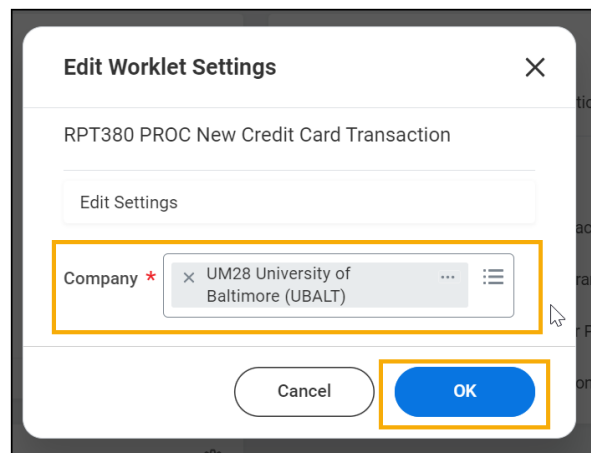 Edit Worklet Settings
RPT380 PROC New Credit Card Transaction
Edit Settings
Company *
× UM28 University of
Baltimore (UBALT)
Cancel
OK